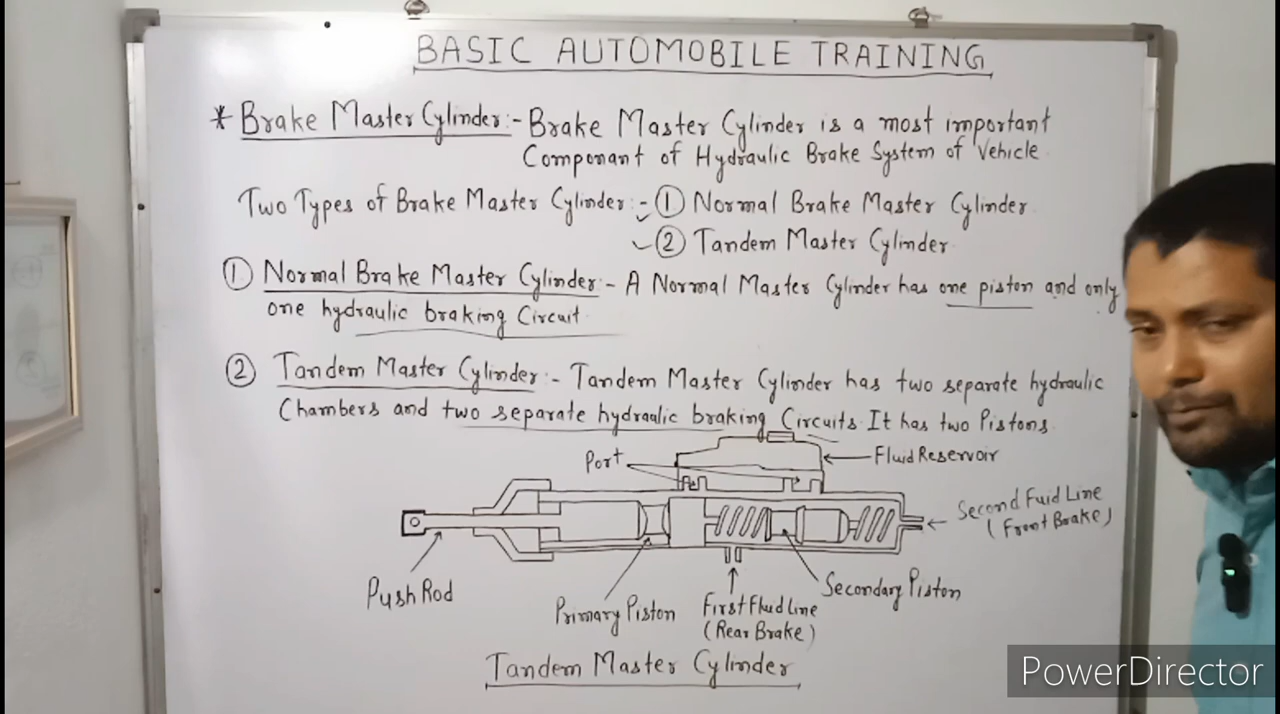 BASIC AUTOMOBILE TRAINING
* Brake Master Cylinder:- Brake Master Cylinder is a most important
Componant of Hydraulic Brake System of Vehicle
Two Types of Brake Master Cylinder:- ① Normal Brake Master Cylinder
② Tandem Master Cylinder
① Normal Brake Master Cylinder:- A Normal Master Cylinder has one piston and only
one hydraulic braking Circuit
② Tandem Master Cylinder:- Tandem Master Cylinder has two separate hydraulic
Chambers and two separate hydraulic braking Circuits. It has two Pistons
Port
Fluid Reservoir
Second Fuid Line
(Front Brake)
Push Rod
Primary Piston
First Fluid Line
(Rear Brake)
Secondary Piston
Tandem Master Cylinder
PowerDirector